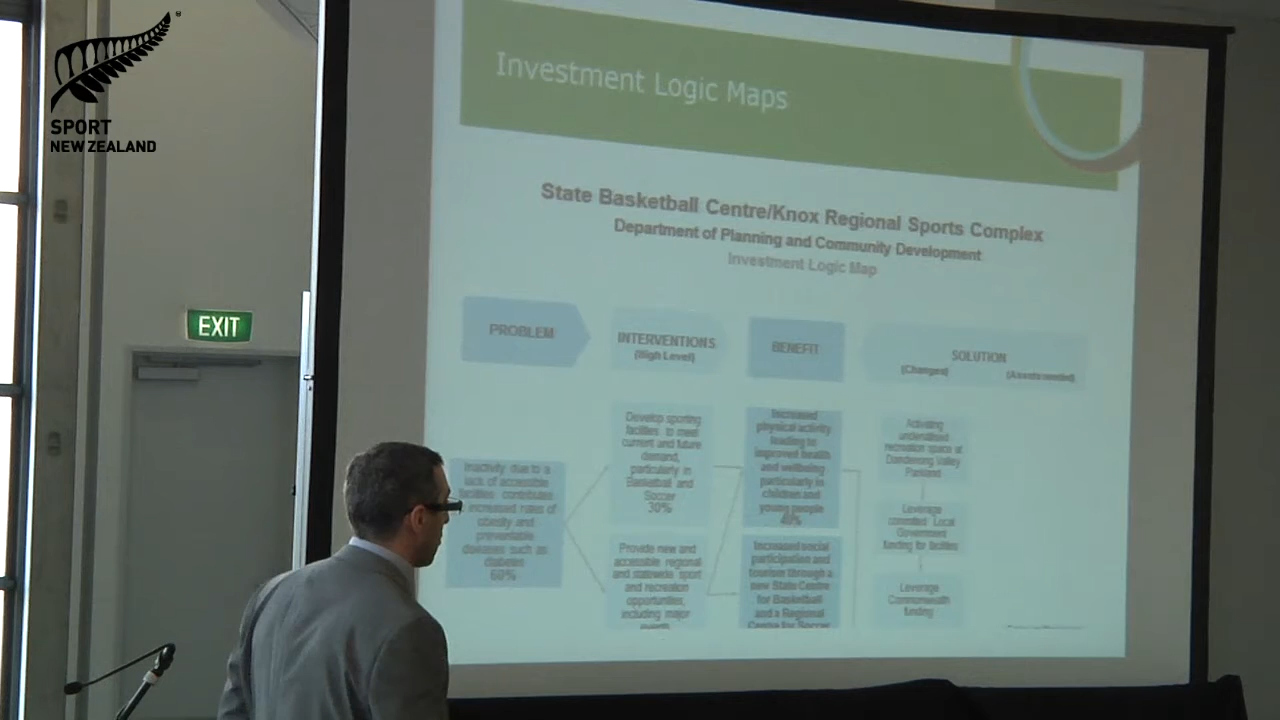 SPORT
NEW ZEALAND
EXIT
Investment Logic Maps
State Basketball Centre/Knox Regional Sports Complex
Department of Planning and Community Development
Investment Logic Map
PROBLEM
INTERVENTIONS
(High Level)
BENEFIT
SOLUTION
(Changes)
(Assets needed)
Inactivity due to a
lack of accessible
facilities contributes
increased rates of
obesity and
preventable
diseases such as
diabetes
60%
Develop sporting
facilities to meet
current and future
demand,
particularly in
Basketball and
Soccer
30%
Provide new and
accessible regional
and statewide sport
and recreation
opportunities,
including major
events
Increased
physical activity
leading to
improved health
and wellbeing
particularly in
children and
young people
40%
Increased social
participation and
tourism through a
new State Centre
for Basketball
and a Regional
Centre for Soccer
Activating
underutilised
recreation space at
Dandenong Valley
Parkland
Leverage
committed Local
Government
funding for facilities
Leverage
Commonwealth
funding